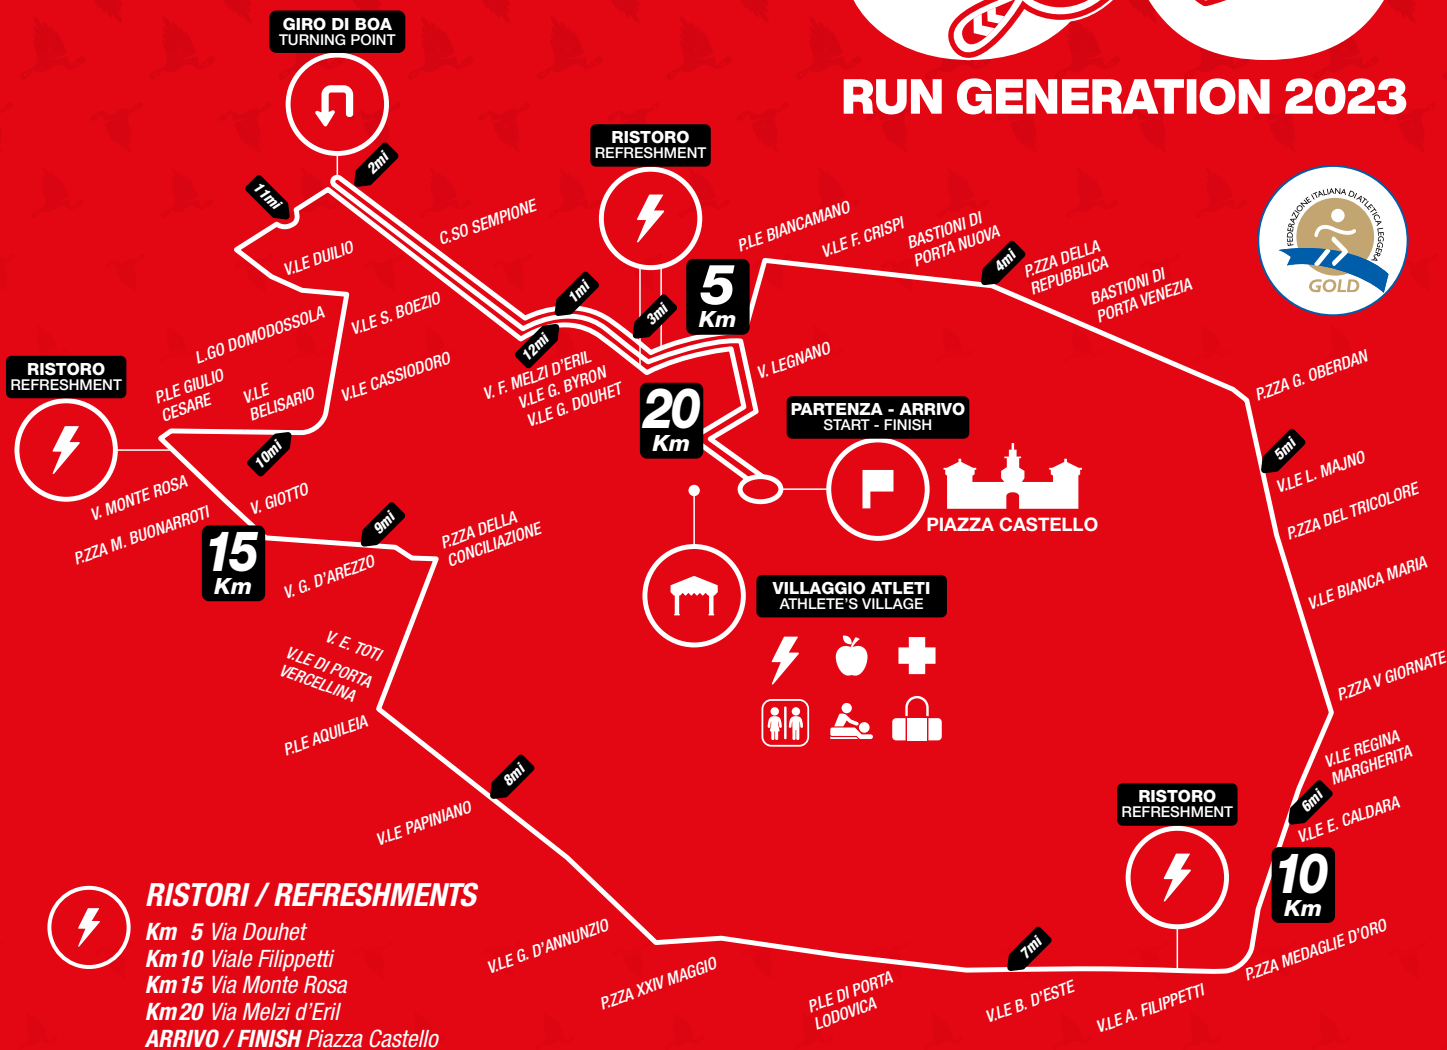 GIRO DI BOA
TURNING POINT
RUN GENERATION 2023
RISTORO
REFRESHMENT
2mi
11mi
C.SO SEMPIONE
V.LE DUILIO
P.LE BIANCAMANO
V.LE F. CRISPI
BASTIONI DI
PORTA NUOVA
4mi
P.ZZA DELLA
REPUBBLICA
BASTIONI DI
PORTA VENEZIA
FEDERAZIONE ITALIANA DI ATLETICA LEGGERA
GOLD
5
Km
1mi
3mi
12mi
L.GO DOMODOSSOLA
V.LE S. BOEZIO
V.LE CASSIODORO
V. F. MELZI D'ERIL
V.LE G. BYRON
V.LE G. DOUHET
V. LEGNANO
P.ZZA G. OBERDAN
RISTORO
REFRESHMENT
P.LE GIULIO
CESARE
V.LE
BELISARIO
20
Km
PARTENZA - ARRIVO
START - FINISH
10mi
5mi
V.LE L. MAJNO
V. MONTE ROSA
P.ZZA M. BUONARROTI
V. GIOTTO
PIAZZA CASTELLO
P.ZZA DEL TRICOLORE
9mi
P.ZZA DELLA
CONCILIAZIONE
15
Km
V. G. D'AREZZO
VILLAGGIO ATLETI
ATHLETE'S VILLAGE
V.LE BIANCA MARIA
V. E. TOTI
V.LE DI PORTA
VERCELLINA
P.LE AQUILEIA
P.ZZA V GIORNATE
V.LE REGINA
MARGHERITA
8mi
V.LE PAPINIANO
RISTORO
REFRESHMENT
6mi
V.LE E. CALDARA
10
Km
V.LE G. D'ANNUNZIO
P.ZZA XXIV MAGGIO
P.LE DI PORTA
LODOVICA
7mi
V.LE B. D'ESTE
V.LE A. FILIPPETTI
P.ZZA MEDAGLIE D'ORO
RISTORI / REFRESHMENTS
Km 5 Via Douhet
Km 10 Viale Filippetti
Km 15 Via Monte Rosa
Km 20 Via Melzi d'Eril
ARRIVO / FINISH Piazza Castello